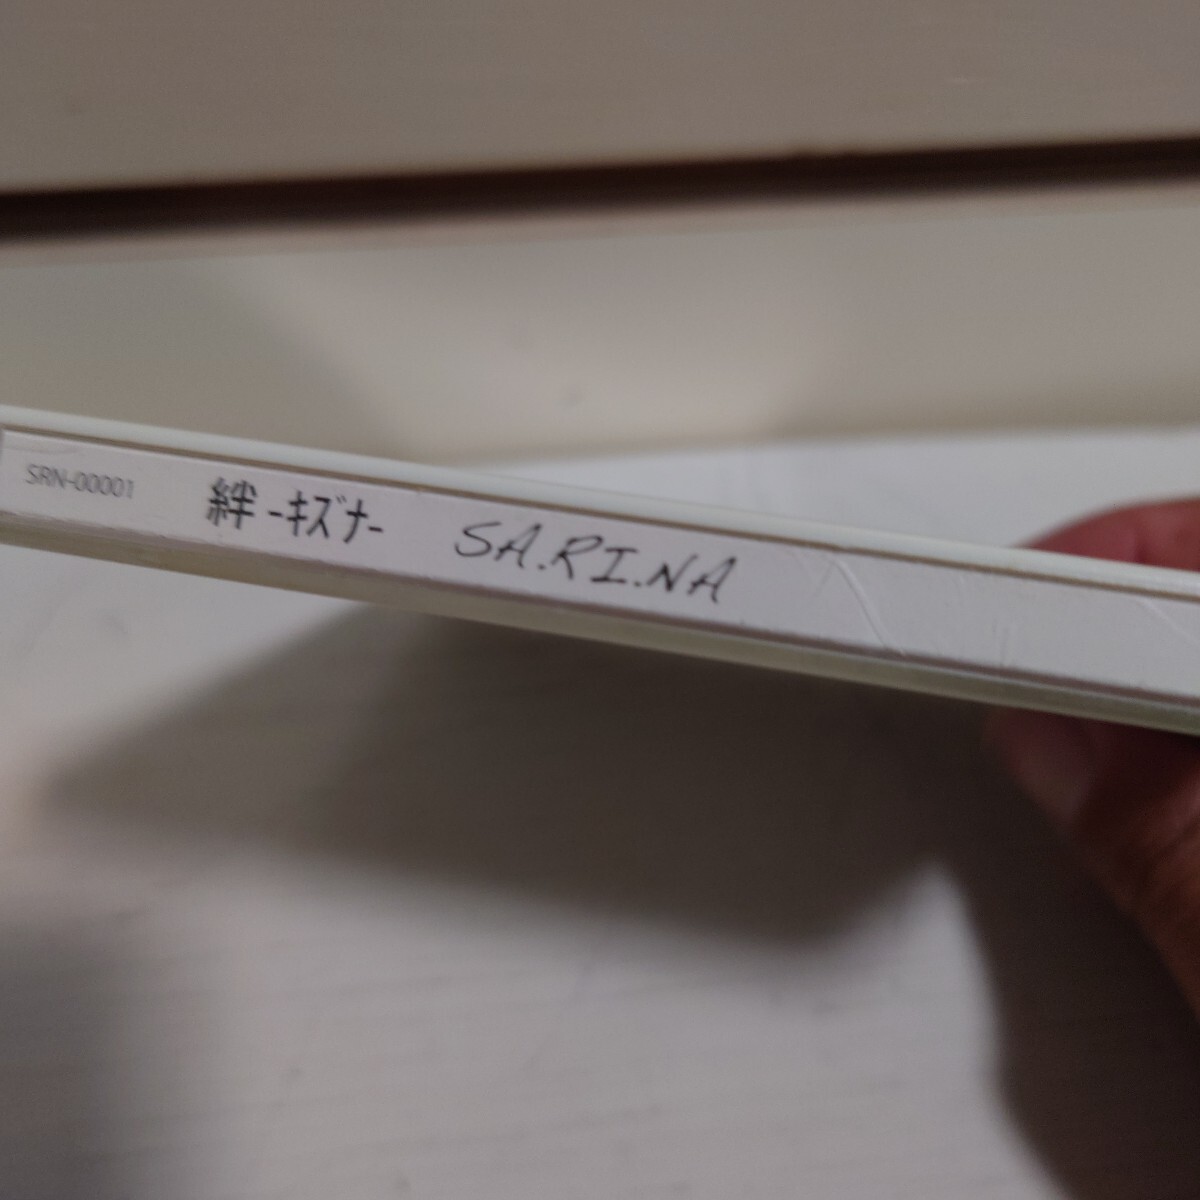 SRN-00001 絆 -ｷｽﾞﾅ- SA.RI.NA